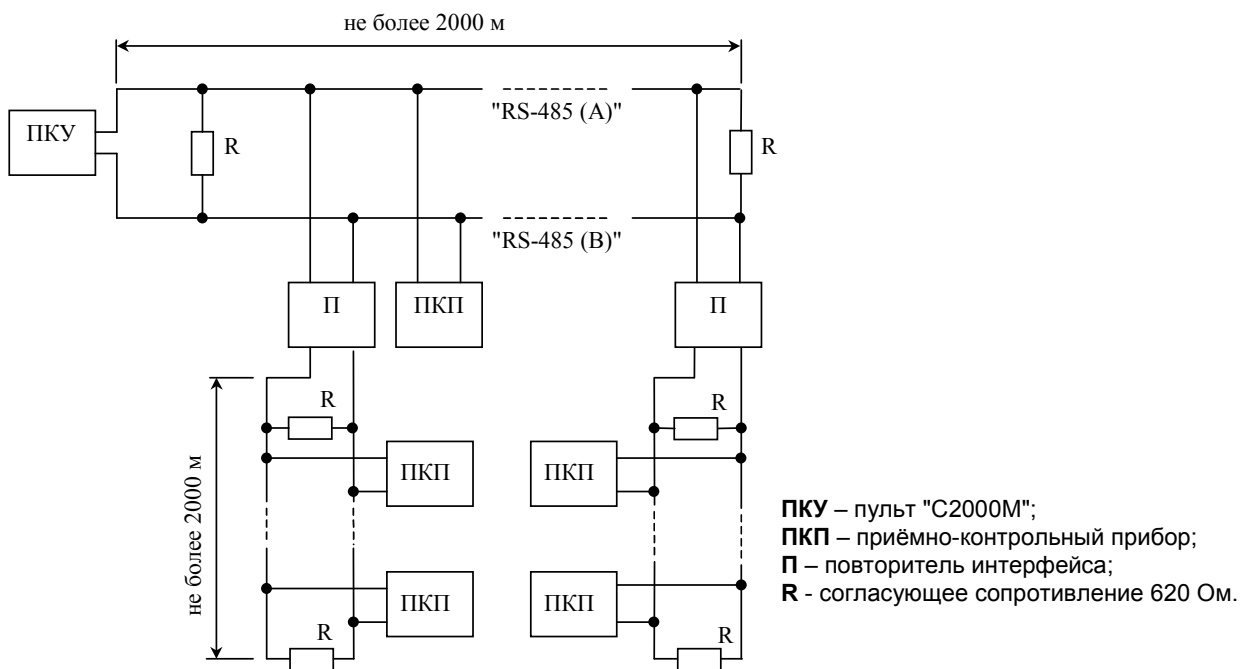 не более 2000 м
"RS-485 (A)"
ПКУ
R
R
"RS-485 (B)"
П
ПКП
П
не более 2000 м
R
R
ПКП
ПКП
ПКУ – пульт "С2000М";
ПКП – приёмно-контрольный прибор;
П – повторитель интерфейса;
R - согласующее сопротивление 620 Ом.
ПКП
ПКП
R
R